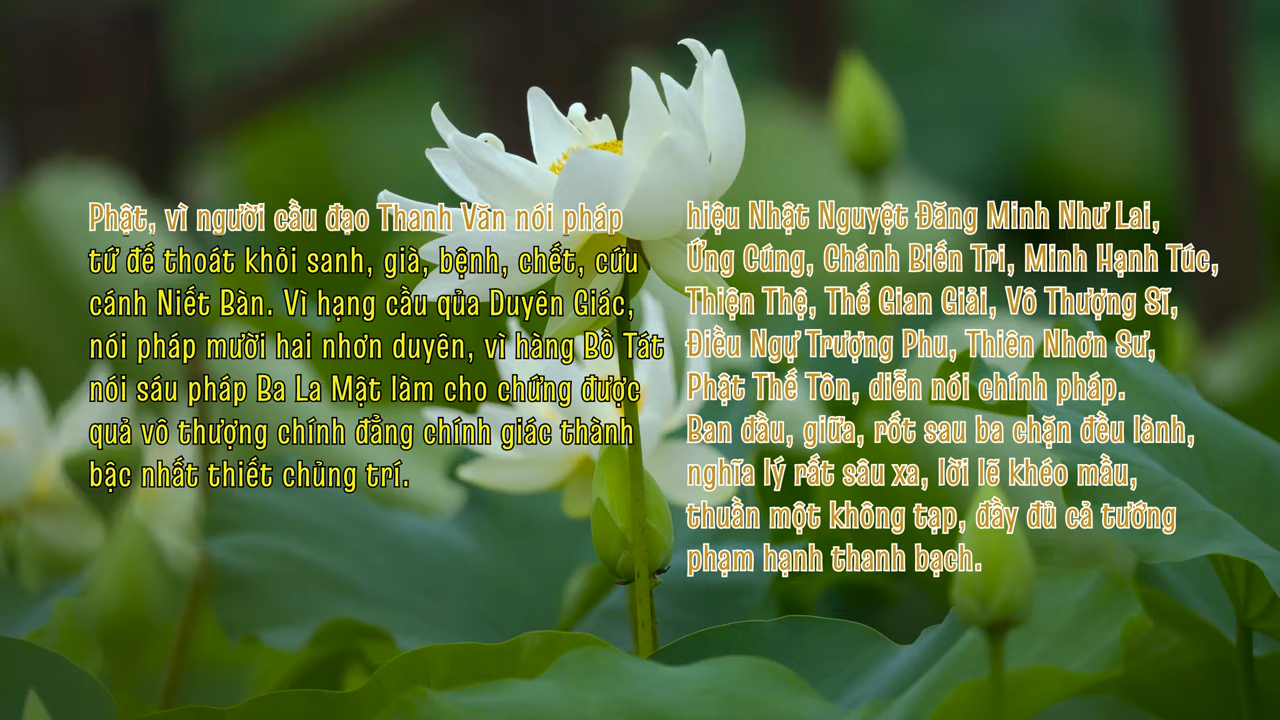 Phật, vì người cầu đạo Thanh Văn nói pháp
tứ đế thoát khỏi sanh, già, bệnh, chết, cứu
cánh Niết Bàn. Vì hạng cầu qủa Duyên Giác,
nói pháp mười hai nhơn duyên, vì hàng Bồ Tát
nói sáu pháp Ba La Mật làm cho chứng được
quả vô thượng chính đẳng chính giác thành
bậc nhất thiết chủng trí.
hiệu Nhật Nguyệt Đăng Minh Như Lai,
Ứng Cúng, Chánh Biến Tri, Minh Hạnh Túc,
Thiện Thệ, Thế Gian Giải, Vô Thượng Sĩ,
Điều Ngự Trượng Phu, Thiên Nhơn Sư,
Phật Thế Tôn, diễn nói chính pháp.
Ban đầu, giữa, rốt sau ba chặn đều lành,
nghĩa lý rất sâu xa, lời lẽ khéo mầu,
thuần một không tạp, đầy đủ cả tướng
phạm hạnh thanh bạch.